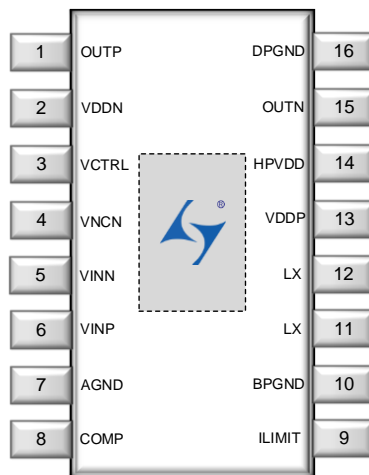 1 OUTP DPGND 16
2 VDDN OUTN 15
3 VCTRL HPVDD 14
4 VNCN VDDP 13
5 VINN LX 12
6 VINP LX 11
7 AGND BPGND 10
8 COMP ILIMIT 9
®